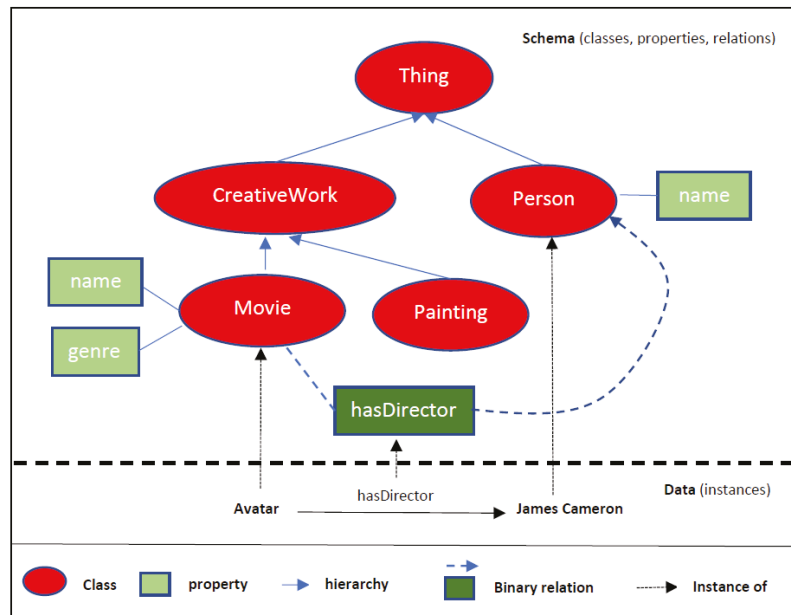 Schema (classes, properties, relations)
Thing
CreativeWork
Person
name
name
Movie
Painting
genre
hasDirector
hasDirector
Data (instances)
Avatar
James Cameron
Class
property
hierarchy
Binary relation
Instance of